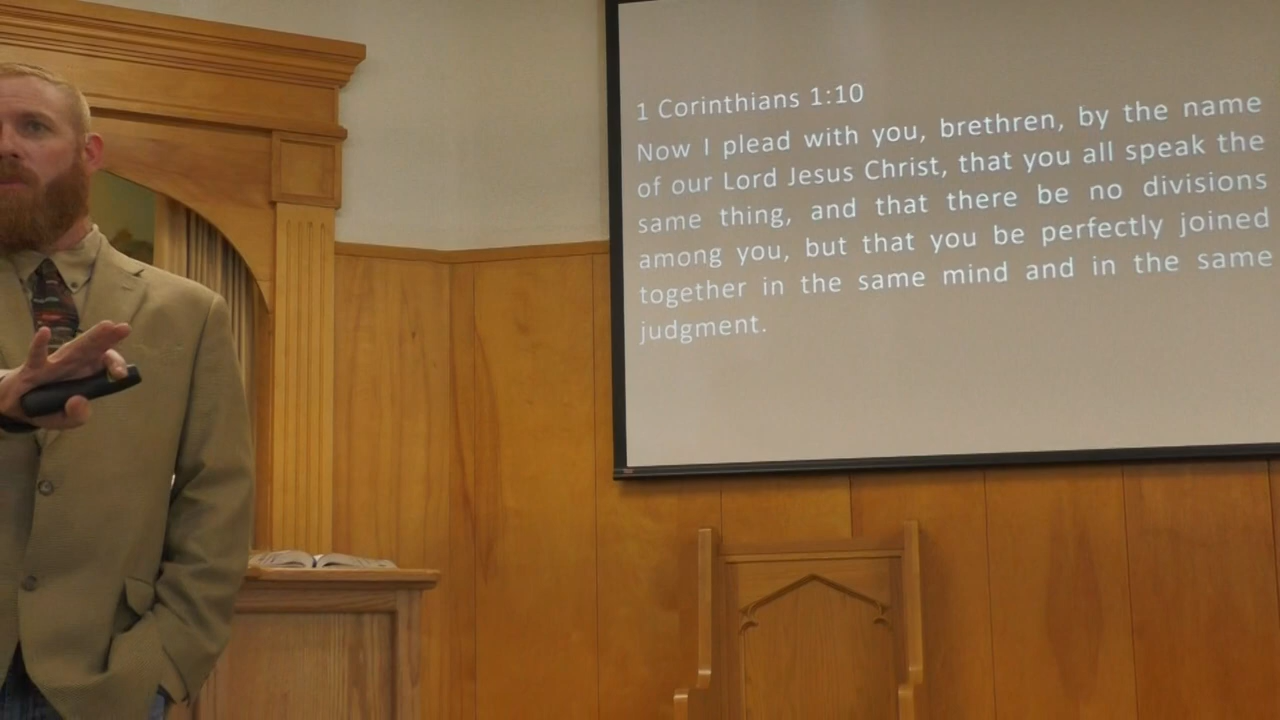 1 Corinthians 1:10
Now I plead with you, brethren, by the name
of our Lord Jesus Christ, that you all speak the
same thing, and that there be no divisions
among you, but that you be perfectly joined
together in the same mind and in the same
judgment.